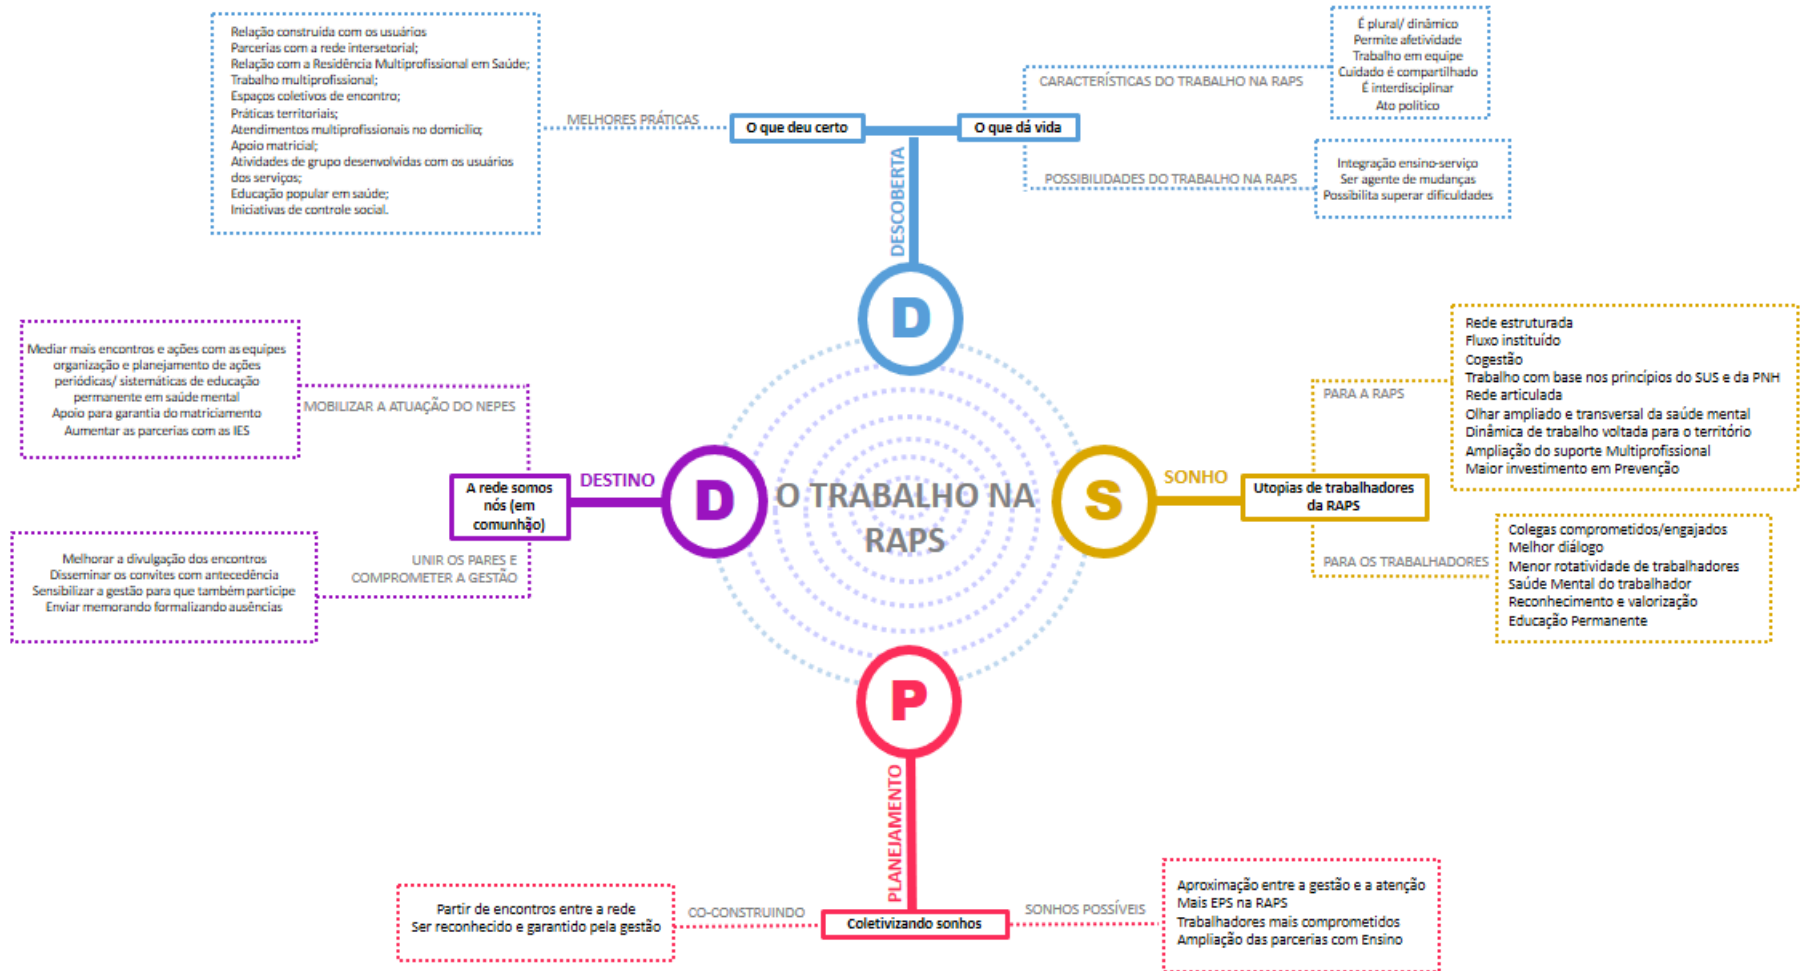 Relação construída com os usuários
Parcerias com a rede intersetorial;
Relação com a Residência Multiprofissional em Saúde;
Trabalho multiprofissional;
Espaços coletivos de encontro;
Práticas territoriais;
Atendimentos multiprofissionais no domicílio;
Apoio matricial;
Atividades de grupo desenvolvidas com os usuários
dos serviços;
Educação popular em saúde;
Iniciativas de controle social.
MELHORES PRÁTICAS
O que deu certo
O que dá vida
CARACTERÍSTICAS DO TRABALHO NA RAPS
É plural/ dinâmico
Permite afetividade
Trabalho em equipe
Cuidado é compartilhado
É interdisciplinar
Ato político
POSSIBILIDADES DO TRABALHO NA RAPS
Integração ensino-serviço
Ser agente de mudanças
Possibilita superar dificuldades
DESCOBERTA
D
Mediar mais encontros e ações com as equipes
organização e planejamento de ações
periódicas/ sistemáticas de educação
permanente em saúde mental
Apoio para garantia do matriciamento
Aumentar as parcerias com as IES
MOBILIZAR A ATUAÇÃO DO NEPES
A rede somos
nós (em
comunhão)
DESTINO
D
UNIR OS PARES E
COMPROMETER A GESTÃO
Melhorar a divulgação dos encontros
Disseminar os convites com antecedência
Sensibilizar a gestão para que também participe
Enviar memorando formalizando ausências
O TRABALHO NA
RAPS
S
SONHO
Utopias de trabalhadores
da RAPS
PARA A RAPS
Rede estruturada
Fluxo instituído
Cogestão
Trabalho com base nos princípios do SUS e da PNH
Rede articulada
Olhar ampliado e transversal da saúde mental
Dinâmica de trabalho voltada para o território
Ampliação do suporte Multiprofissional
Maior investimento em Prevenção
PARA OS TRABALHADORES
Colegas comprometidos/engajados
Melhor diálogo
Menor rotatividade de trabalhadores
Saúde Mental do trabalhador
Reconhecimento e valorização
Educação Permanente
P
PLANEJAMENTO
Coletivizando sonhos
CO-CONSTRUINDO
Partir de encontros entre a rede
Ser reconhecido e garantido pela gestão
SONHOS POSSÍVEIS
Aproximação entre a gestão e a atenção
Mais EPS na RAPS
Trabalhadores mais comprometidos
Ampliação das parcerias com Ensino